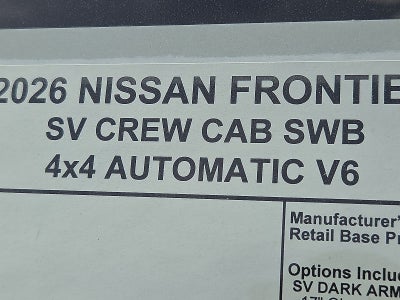 2026 NISSAN FRONTIE
SV CREW CAB SWB
4x4 AUTOMATIC V6
Manufacturer'
Retail Base Pr
Options Inclu
SV DARK ARM